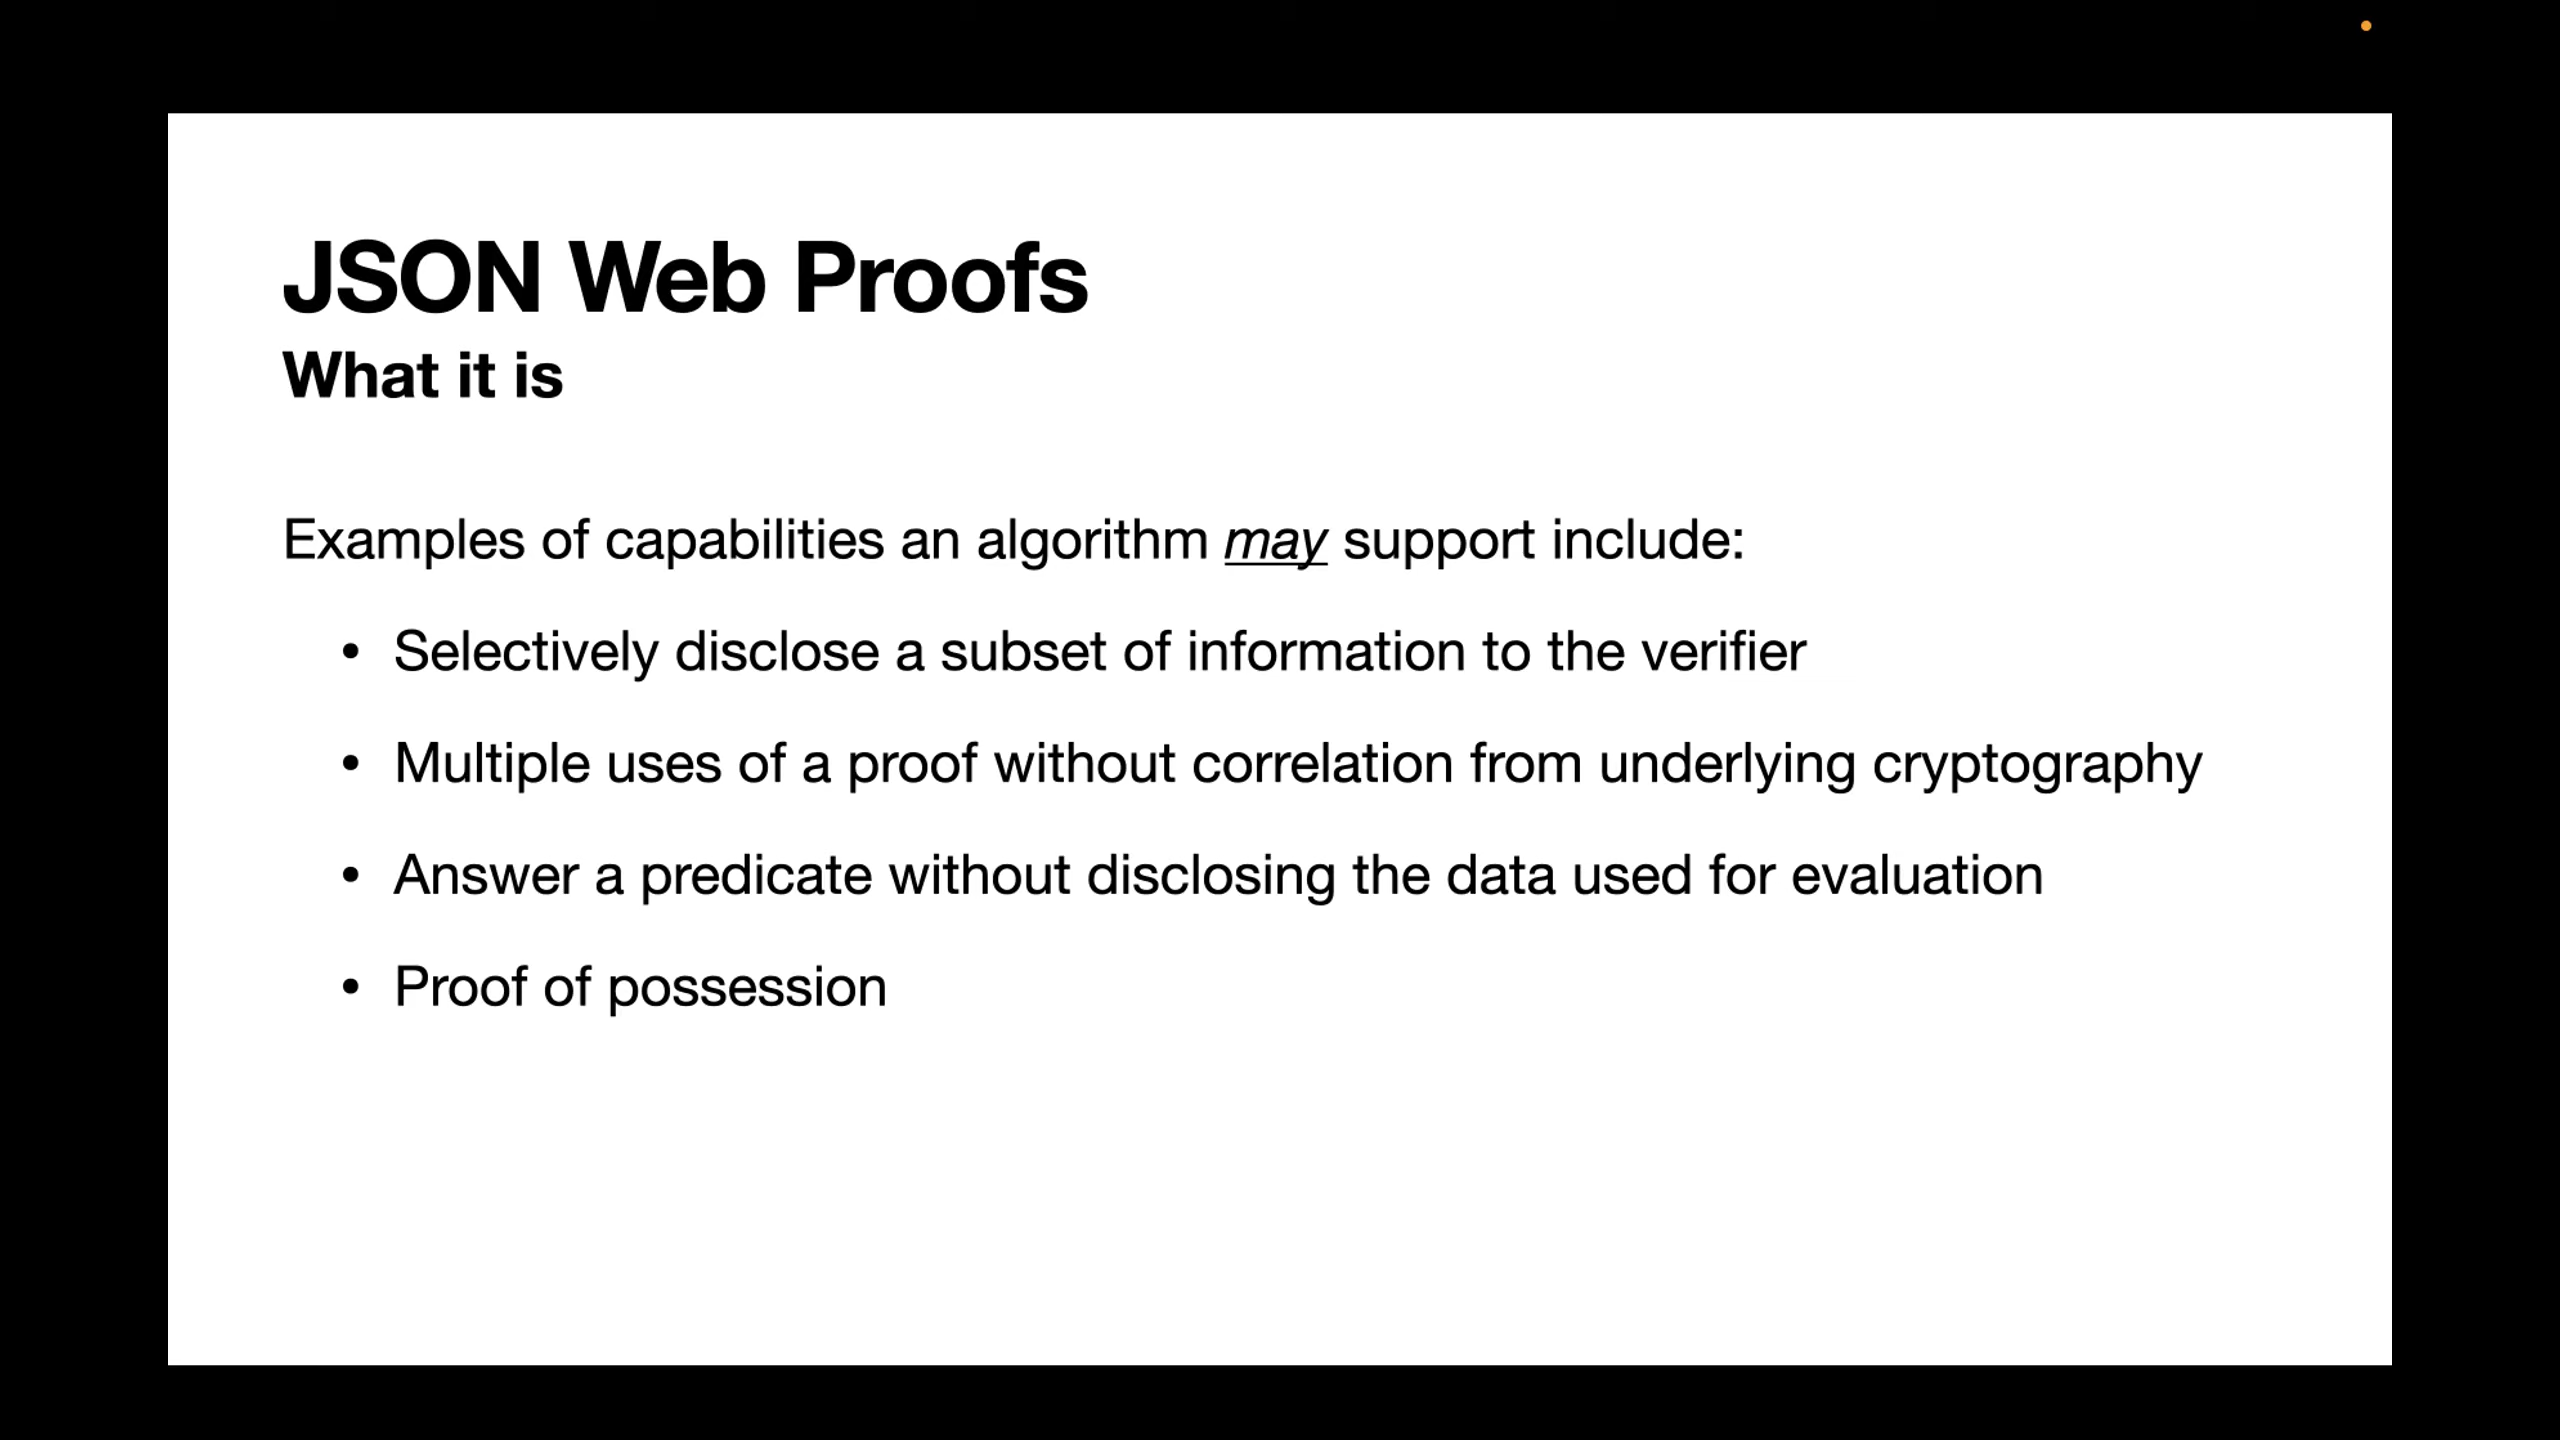 JSON Web Proofs
What it is
Examples of capabilities an algorithm may support include:
• Selectively disclose a subset of information to the verifier
• Multiple uses of a proof without correlation from underlying cryptography
• Answer a predicate without disclosing the data used for evaluation
• Proof of possession